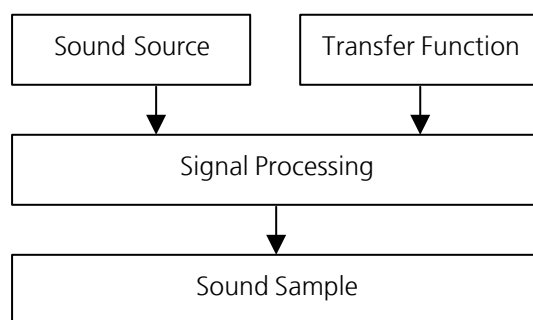 Sound Source
Transfer Function
Signal Processing
Sound Sample